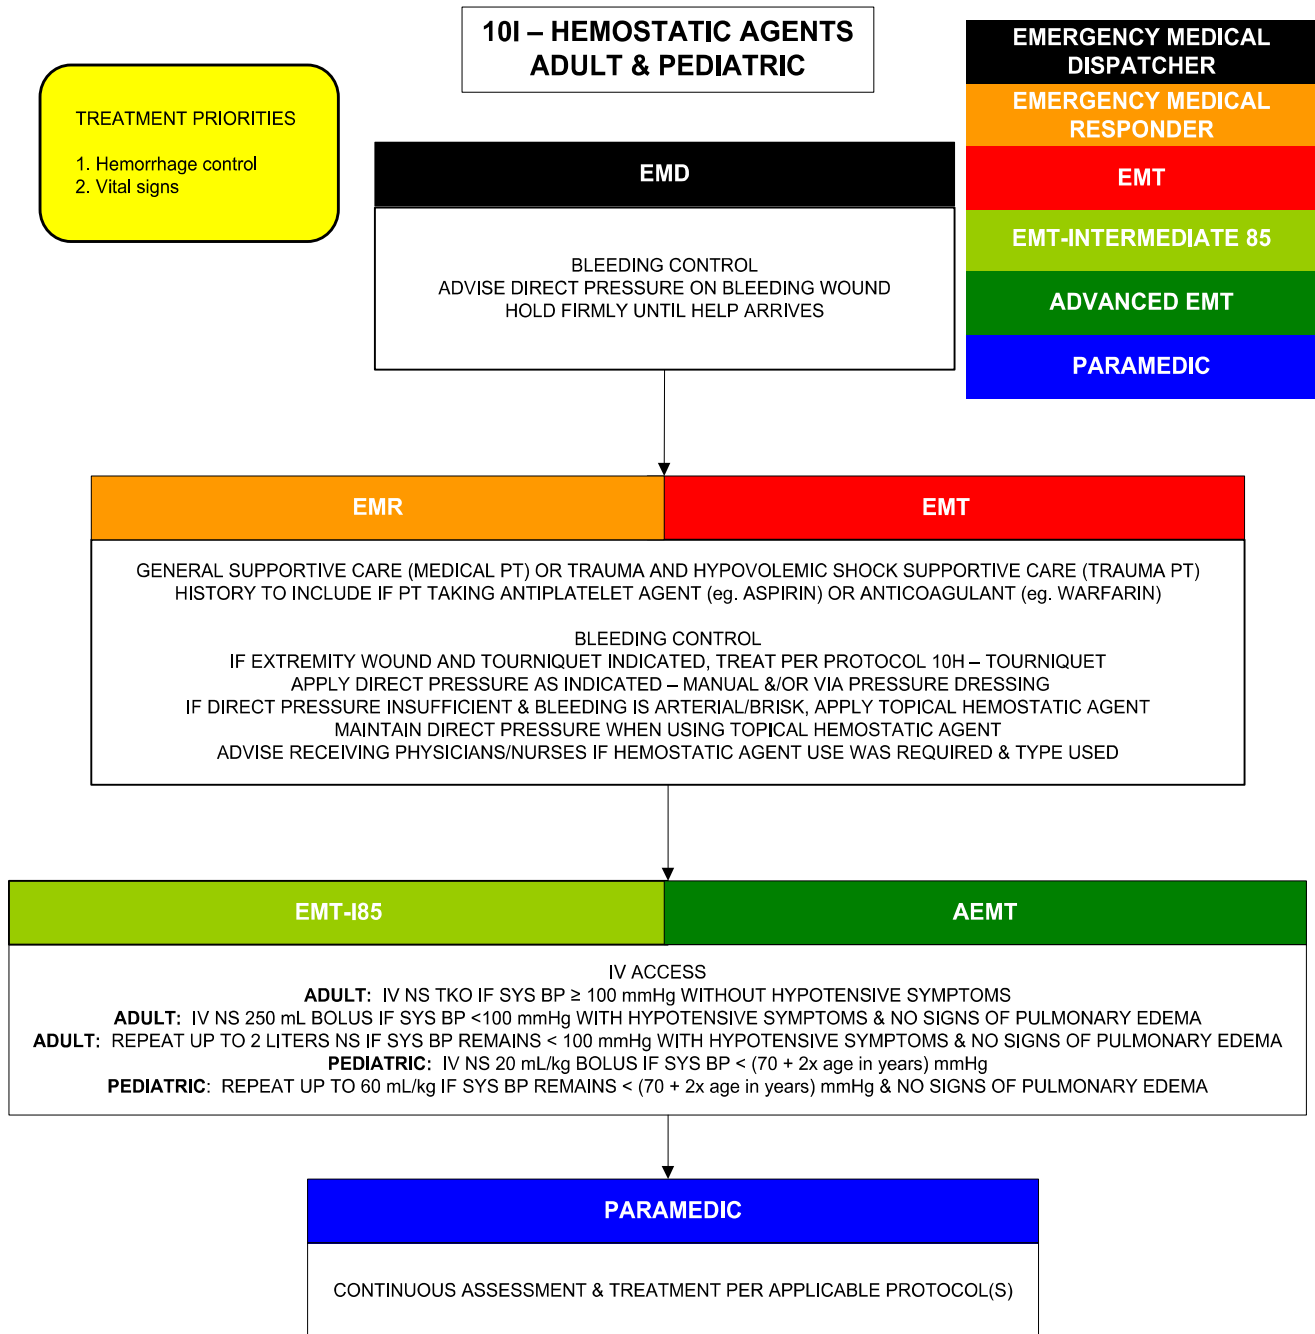 10I – HEMOSTATIC AGENTS
ADULT & PEDIATRIC
TREATMENT PRIORITIES
1. Hemorrhage control
2. Vital signs
EMERGENCY MEDICAL
DISPATCHER
EMERGENCY MEDICAL
RESPONDER
EMT
EMT-INTERMEDIATE 85
ADVANCED EMT
PARAMEDIC
EMD
BLEEDING CONTROL
ADVISE DIRECT PRESSURE ON BLEEDING WOUND
HOLD FIRMLY UNTIL HELP ARRIVES
EMR
EMT
GENERAL SUPPORTIVE CARE (MEDICAL PT) OR TRAUMA AND HYPOVOLEMIC SHOCK SUPPORTIVE CARE (TRAUMA PT)
HISTORY TO INCLUDE IF PT TAKING ANTIPLATELET AGENT (eg. ASPIRIN) OR ANTICOAGULANT (eg. WARFARIN)
BLEEDING CONTROL
IF EXTREMITY WOUND AND TOURNIQUET INDICATED, TREAT PER PROTOCOL 10H – TOURNIQUET
APPLY DIRECT PRESSURE AS INDICATED – MANUAL &/OR VIA PRESSURE DRESSING
IF DIRECT PRESSURE INSUFFICIENT & BLEEDING IS ARTERIAL/BRISK, APPLY TOPICAL HEMOSTATIC AGENT
MAINTAIN DIRECT PRESSURE WHEN USING TOPICAL HEMOSTATIC AGENT
ADVISE RECEIVING PHYSICIANS/NURSES IF HEMOSTATIC AGENT USE WAS REQUIRED & TYPE USED
EMT-I85
AEMT
IV ACCESS
ADULT: IV NS TKO IF SYS BP ≥ 100 mmHg WITHOUT HYPOTENSIVE SYMPTOMS
ADULT: IV NS 250 mL BOLUS IF SYS BP <100 mmHg WITH HYPOTENSIVE SYMPTOMS & NO SIGNS OF PULMONARY EDEMA
ADULT: REPEAT UP TO 2 LITERS NS IF SYS BP REMAINS < 100 mmHg WITH HYPOTENSIVE SYMPTOMS & NO SIGNS OF PULMONARY EDEMA
PEDIATRIC: IV NS 20 mL/kg BOLUS IF SYS BP < (70 + 2x age in years) mmHg
PEDIATRIC: REPEAT UP TO 60 mL/kg IF SYS BP REMAINS < (70 + 2x age in years) mmHg & NO SIGNS OF PULMONARY EDEMA
PARAMEDIC
CONTINUOUS ASSESSMENT & TREATMENT PER APPLICABLE PROTOCOL(S)